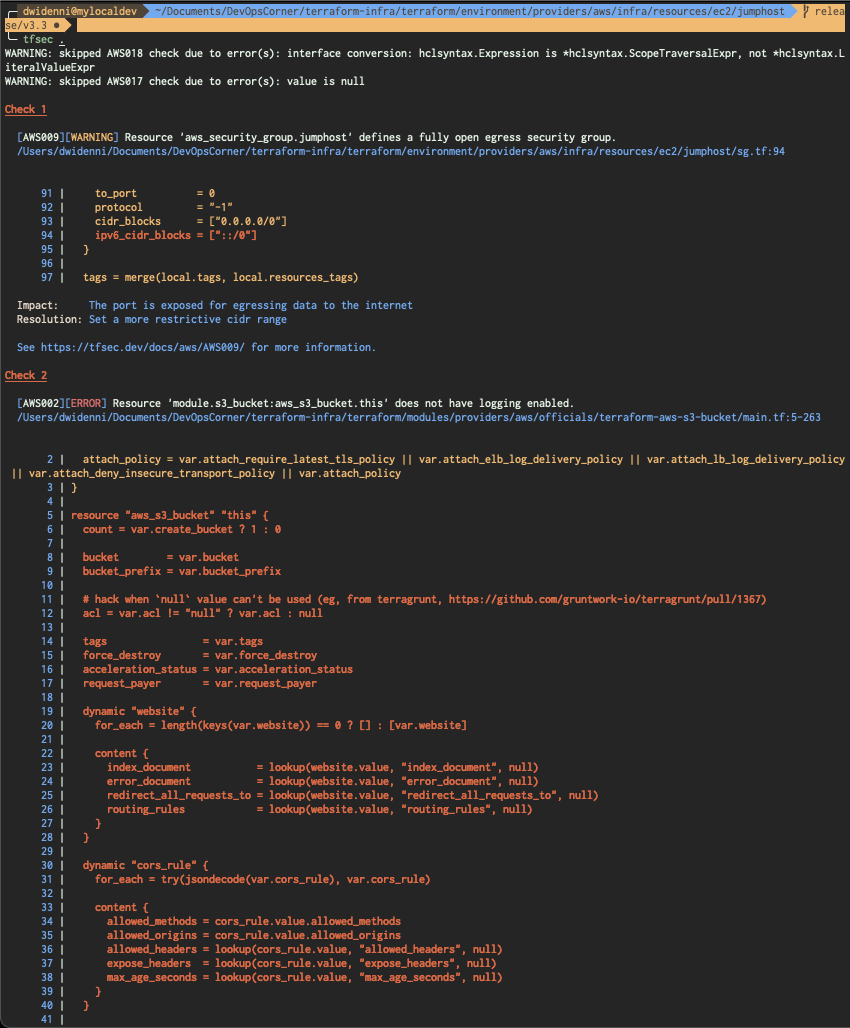 dwidenni@mylocaldev ~/Documents/DevOpsCorner/terraform-infra/terraform/environment/providers/aws/infra/resources/ec2/jumphost relea
se/v3.3 ●
tfsec .
WARNING: skipped AWS018 check due to error(s): interface conversion: hclsyntax.Expression is *hclsyntax.ScopeTraversalExpr, not *hclsyntax.L
iteralValueExpr
WARNING: skipped AWS017 check due to error(s): value is null
Check 1
[AWS009][WARNING] Resource 'aws_security_group.jumphost' defines a fully open egress security group.
/Users/dwidenni/Documents/DevOpsCorner/terraform-infra/terraform/environment/providers/aws/infra/resources/ec2/jumphost/sg.tf:94
91 |     to_port          = 0
92 |     protocol         = "-1"
93 |     cidr_blocks      = ["0.0.0.0/0"]
94 |     ipv6_cidr_blocks = ["::/0"]
95 |   }
96 |
97 |   tags = merge(local.tags, local.resources_tags)
Impact:     The port is exposed for egressing data to the internet
Resolution: Set a more restrictive cidr range
See https://tfsec.dev/docs/aws/AWS009/ for more information.
Check 2
[AWS002][ERROR] Resource 'module.s3_bucket:aws_s3_bucket.this' does not have logging enabled.
/Users/dwidenni/Documents/DevOpsCorner/terraform-infra/terraform/modules/providers/aws/officials/terraform-aws-s3-bucket/main.tf:5-263
2 |   attach_policy = var.attach_require_latest_tls_policy || var.attach_elb_log_delivery_policy || var.attach_lb_log_delivery_policy
|| var.attach_deny_insecure_transport_policy || var.attach_policy
3 | }
4 |
5 | resource "aws_s3_bucket" "this" {
6 |   count = var.create_bucket ? 1 : 0
7 |
8 |   bucket        = var.bucket
9 |   bucket_prefix = var.bucket_prefix
10 |
11 |   # hack when `null` value can't be used (eg, from terragrunt, https://github.com/gruntwork-io/terragrunt/pull/1367)
12 |   acl = var.acl != "null" ? var.acl : null
13 |
14 |   tags                = var.tags
15 |   force_destroy       = var.force_destroy
16 |   acceleration_status = var.acceleration_status
17 |   request_payer       = var.request_payer
18 |
19 |   dynamic "website" {
20 |     for_each = length(keys(var.website)) == 0 ? [] : [var.website]
21 |
22 |     content {
23 |       index_document           = lookup(website.value, "index_document", null)
24 |       error_document           = lookup(website.value, "error_document", null)
25 |       redirect_all_requests_to = lookup(website.value, "redirect_all_requests_to", null)
26 |       routing_rules            = lookup(website.value, "routing_rules", null)
27 |     }
28 |   }
29 |
30 |   dynamic "cors_rule" {
31 |     for_each = try(jsondecode(var.cors_rule), var.cors_rule)
32 |
33 |     content {
34 |       allowed_methods = cors_rule.value.allowed_methods
35 |       allowed_origins = cors_rule.value.allowed_origins
36 |       allowed_headers = lookup(cors_rule.value, "allowed_headers", null)
37 |       expose_headers  = lookup(cors_rule.value, "expose_headers", null)
38 |       max_age_seconds = lookup(cors_rule.value, "max_age_seconds", null)
39 |     }
40 |   }
41 |